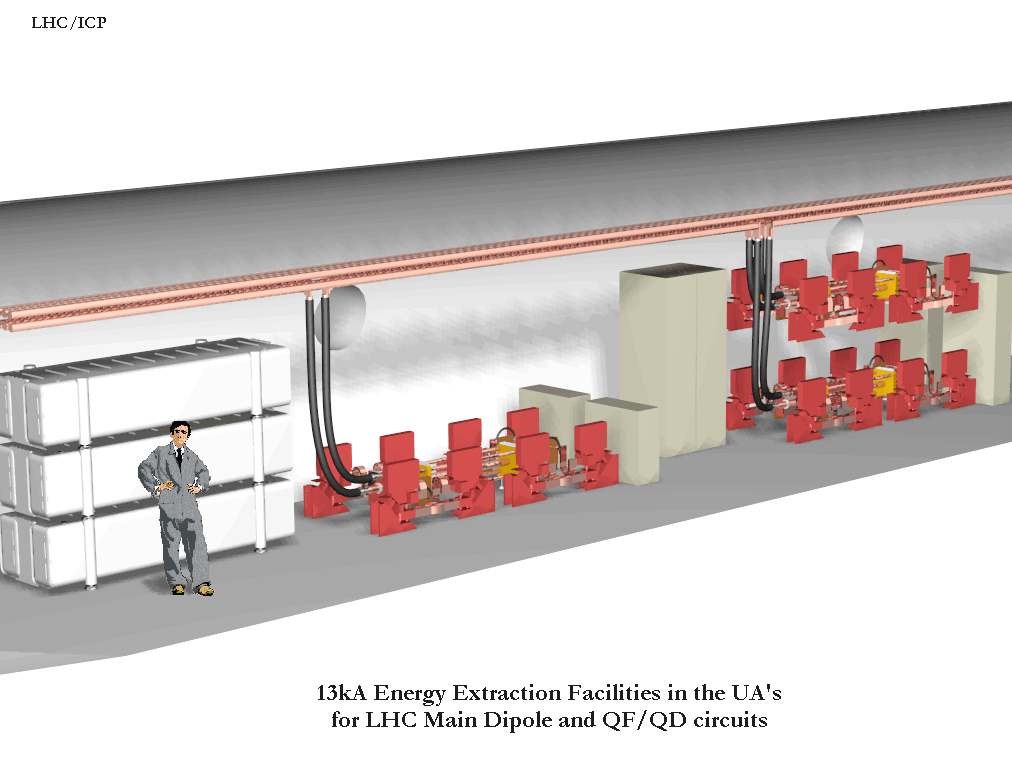 LHC/ICP
13kA Energy Extraction Facilities in the UA's
for LHC Main Dipole and QF/QD circuits